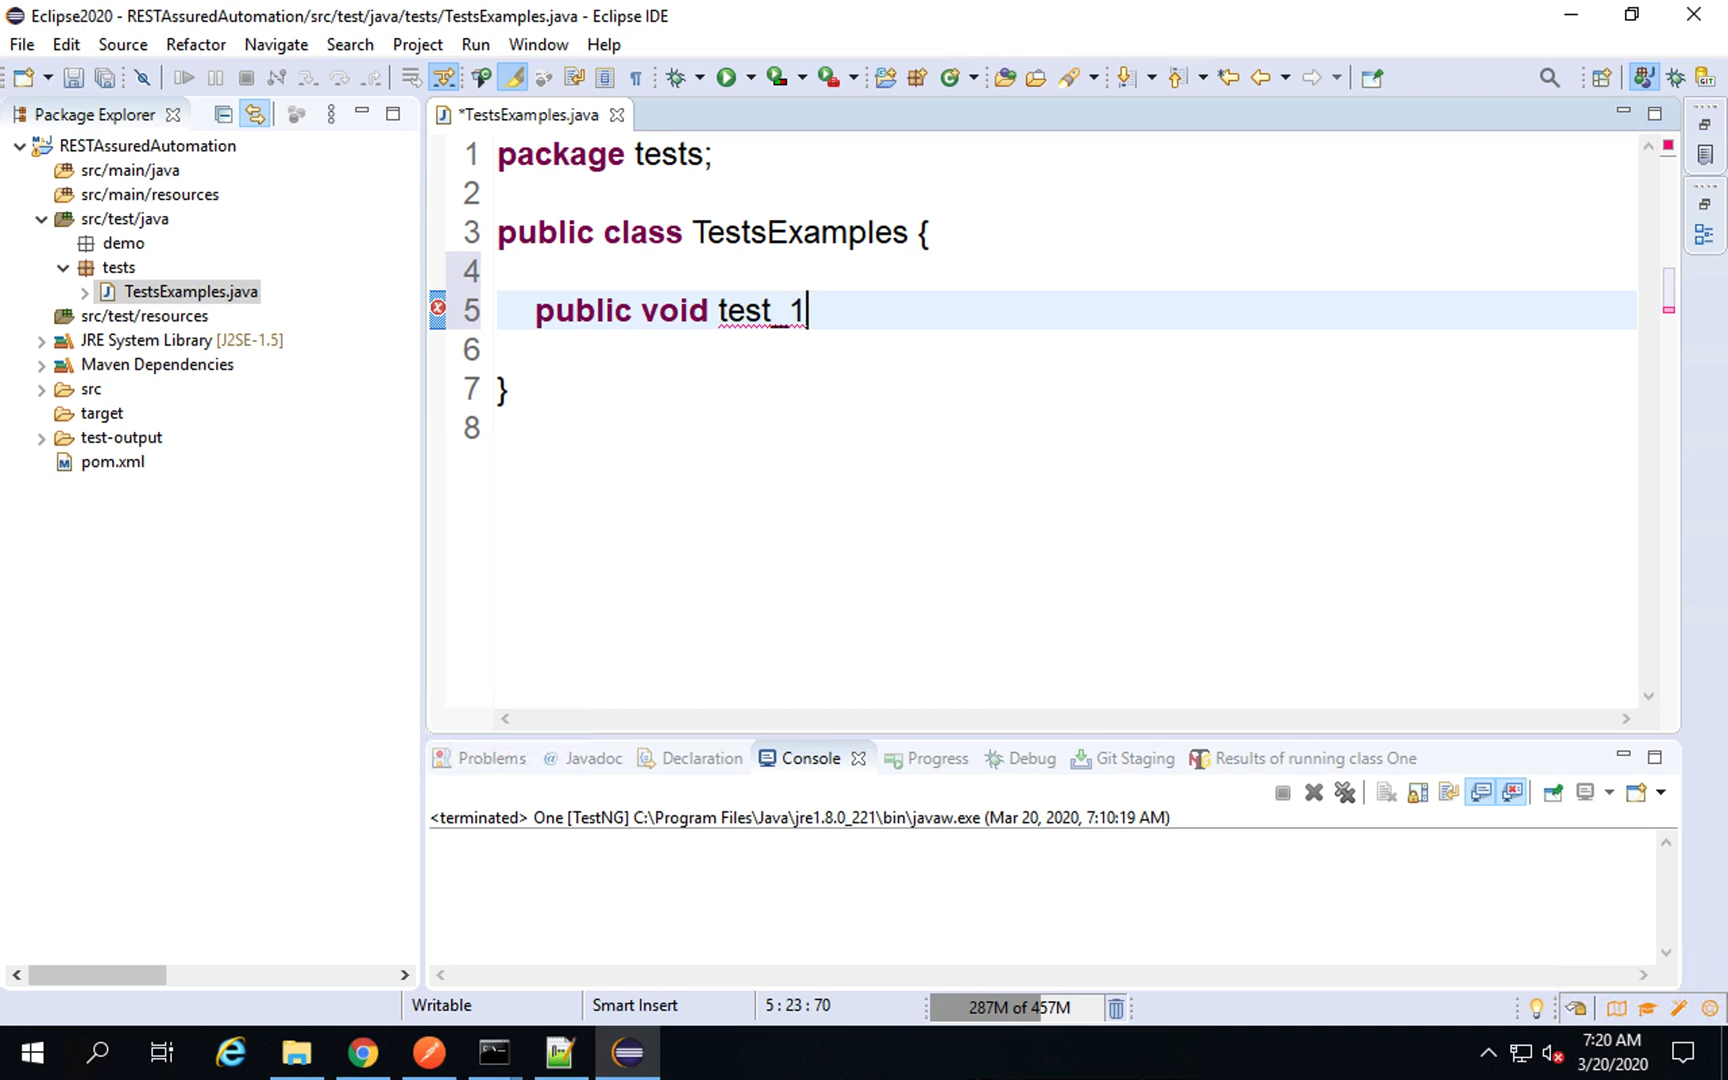 Eclipse2020 - RESTAssuredAutomation/src/test/java/tests/TestsExamples.java - Eclipse IDE
File Edit Source Refactor Navigate Search Project Run Window Help
Package Explorer
RESTAssuredAutomation
src/main/java
src/main/resources
src/test/java
demo
tests
TestsExamples.java
src/test/resources
JRE System Library [J2SE-1.5]
Maven Dependencies
src
target
test-output
pom.xml
*TestsExamples.java
1 package tests;
2
3 public class TestsExamples {
4
5 public void test_1
6
7 }
8
Problems Javadoc Declaration Console Progress Debug Git Staging Results of running class One
<terminated> One [TestNG] C:\Program Files\Java\jre1.8.0_221\bin\javaw.exe (Mar 20, 2020, 7:10:19 AM)
Writable Smart Insert 5 : 23 : 70 287M of 457M
7:20 AM
3/20/2020